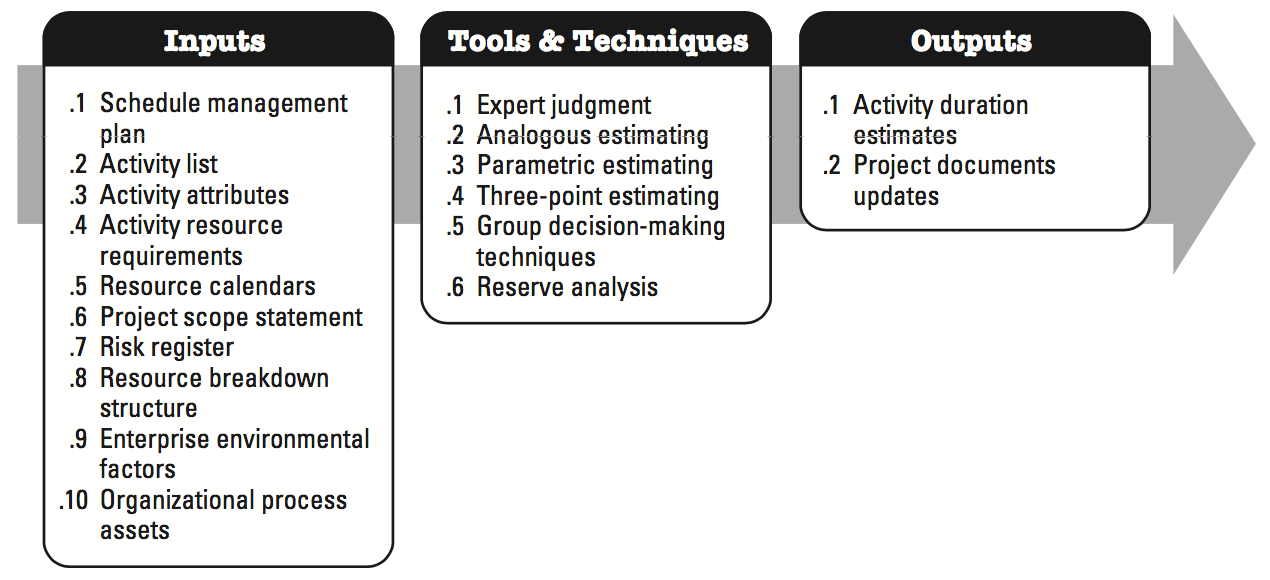 Inputs
.1 Schedule management
plan
.2 Activity list
.3 Activity attributes
.4 Activity resource
requirements
.5 Resource calendars
.6 Project scope statement
.7 Risk register
.8 Resource breakdown
structure
.9 Enterprise environmental
factors
.10 Organizational process
assets
Tools & Techniques
.1 Expert judgment
.2 Analogous estimating
.3 Parametric estimating
.4 Three-point estimating
.5 Group decision-making
techniques
.6 Reserve analysis
Outputs
.1 Activity duration
estimates
.2 Project documents
updates